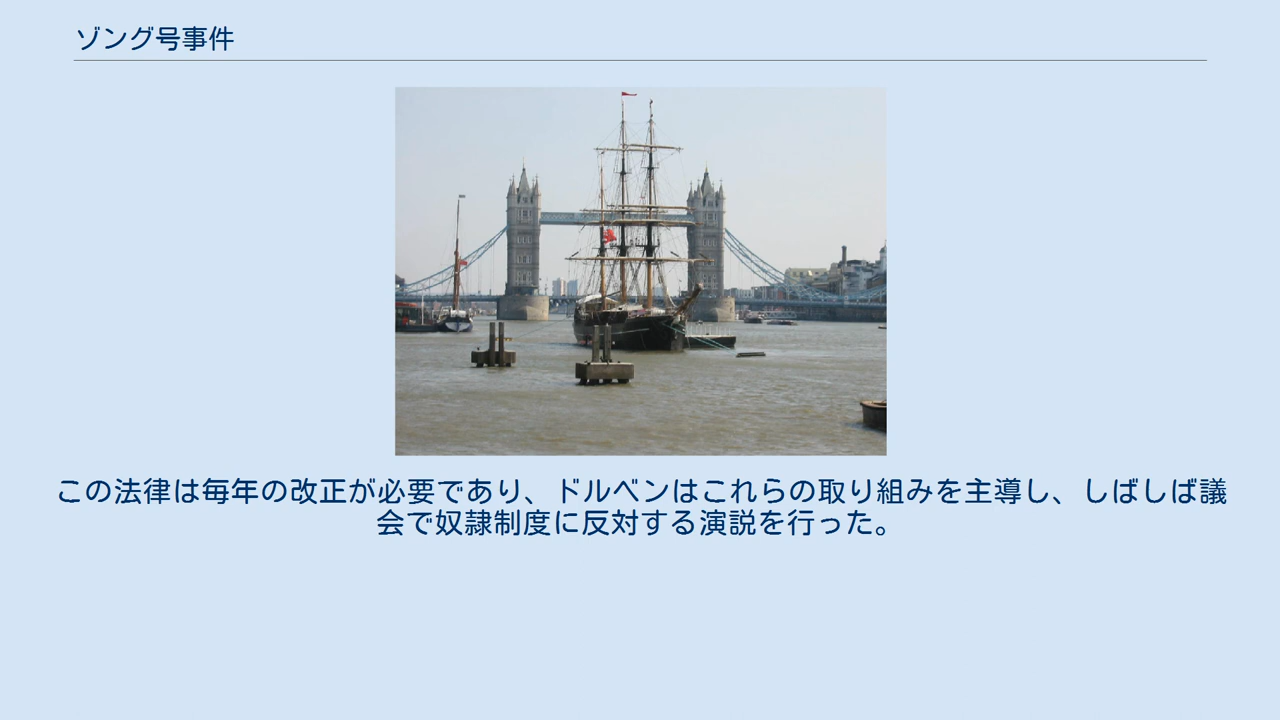 ゾング号事件
この法律は毎年の改正が必要であり、ドルベンはこれらの取り組みを主導し、しばしば議
会で奴隷制度に反対する演説を行った。